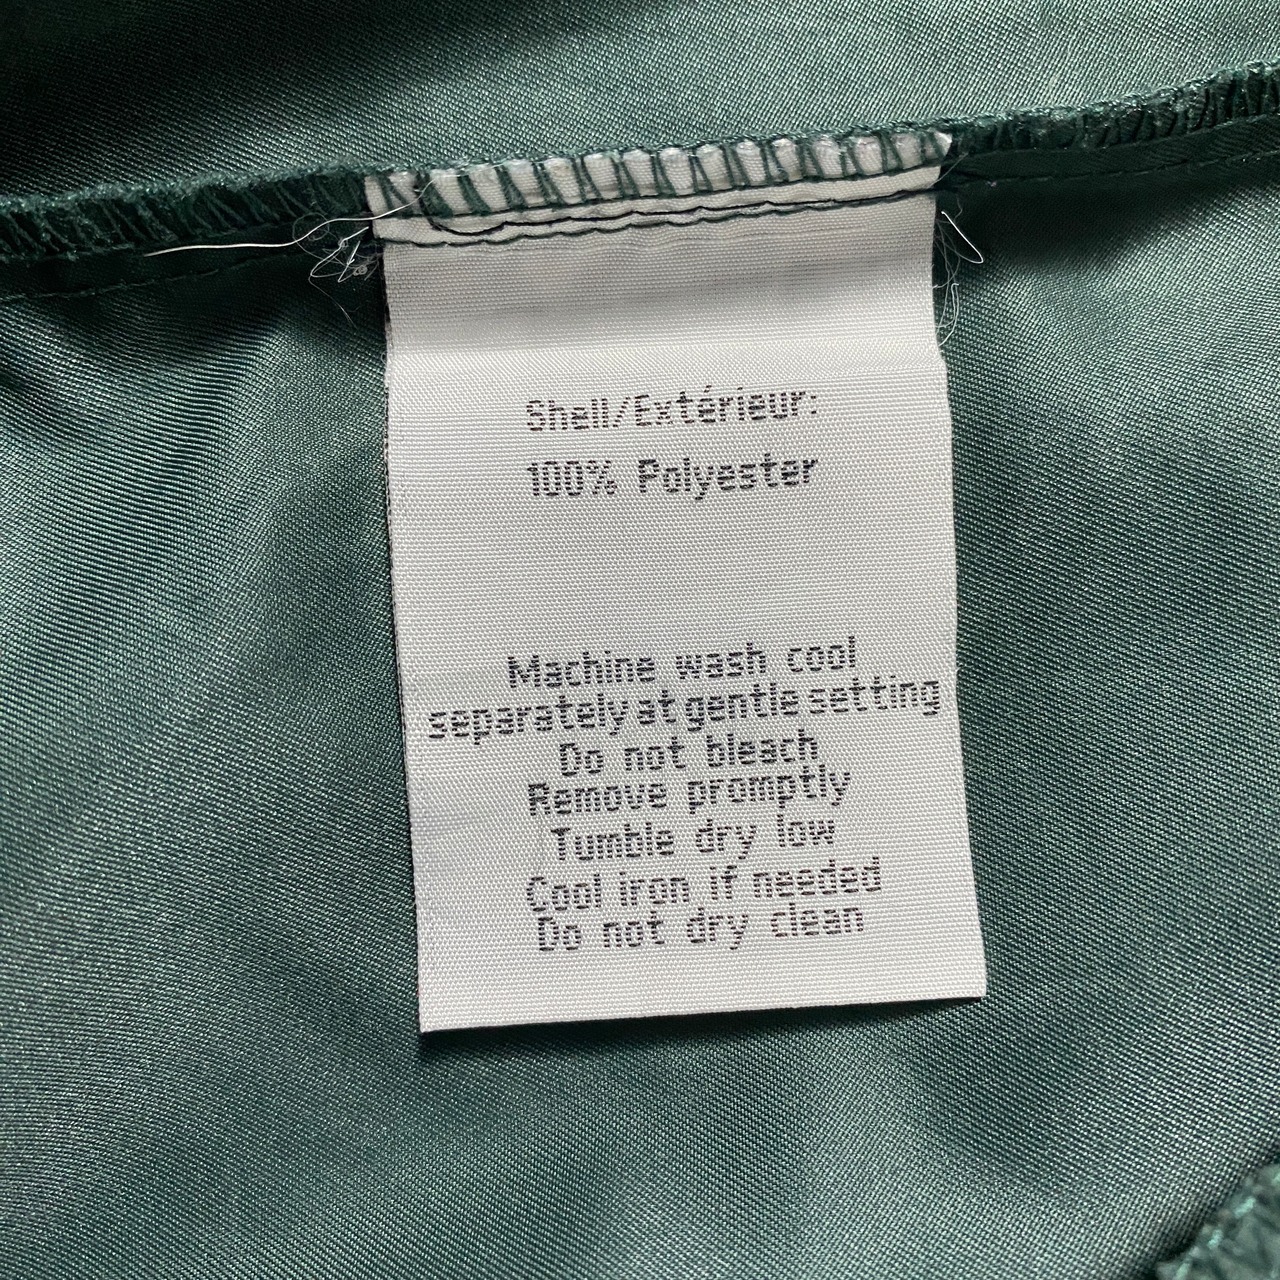 Shell/Extérieur:
100% Polyester
Machine wash cool
separately at gentle setting
Do not bleach
Remove promptly
Tumble dry low
Cool iron if needed
Do not dry clean